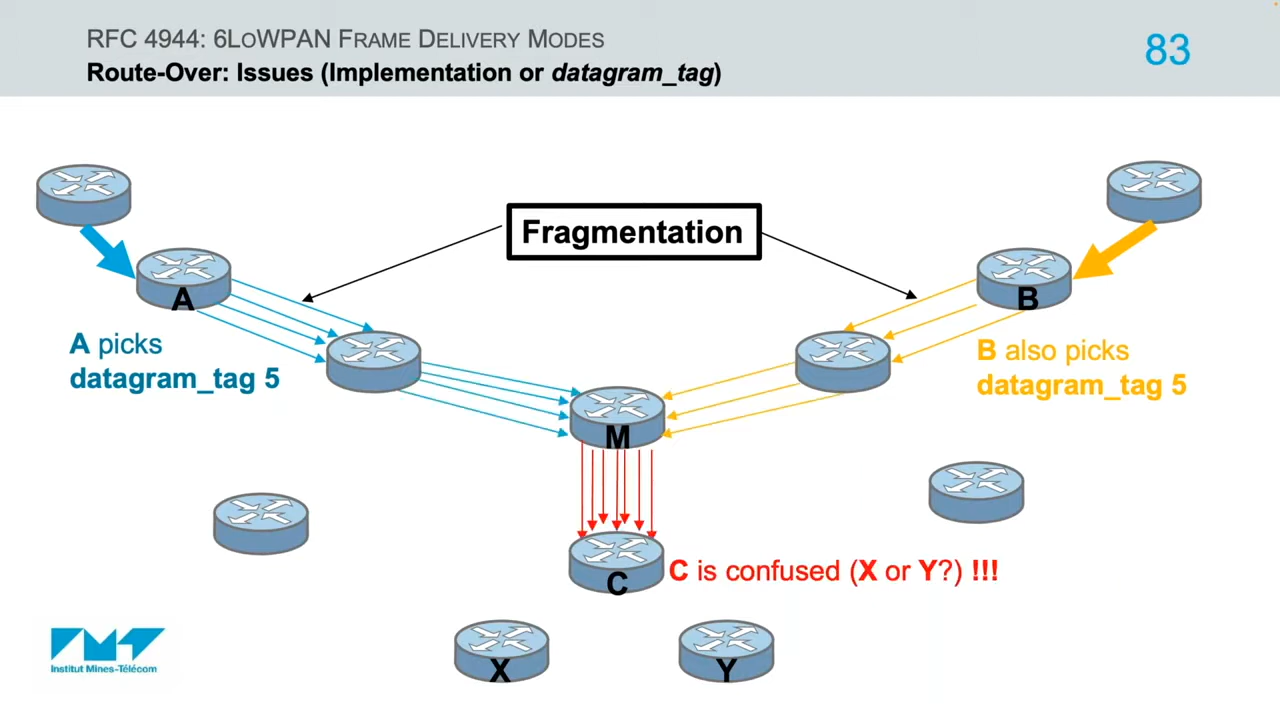 RFC 4944: 6LoWPAN Frame Delivery Modes
83
Route-Over: Issues (Implementation or datagram_tag)
Fragmentation
A
B
A picks
datagram_tag 5
B also picks
datagram_tag 5
M
C
C is confused (X or Y?) !!!
X
Y
Institut Mines-Télécom